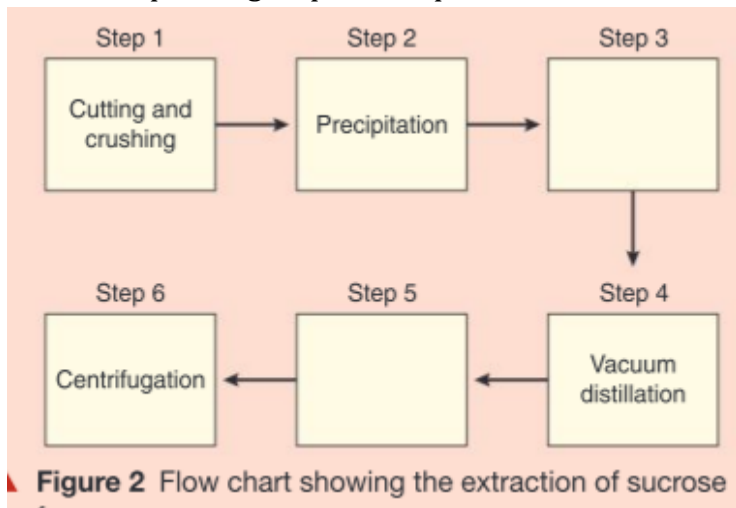 Step 1
Step 2
Step 3
Cutting and
crushing
Precipitation
Step 6
Step 5
Step 4
Centrifugation
Vacuum
distillation
Figure 2 Flow chart showing the extraction of sucrose